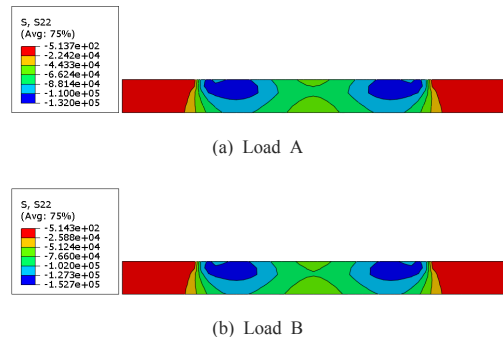 S, S22
(Avg: 75%)
-5.137e+02
-2.242e+04
-4.433e+04
-6.624e+04
-8.814e+04
-1.100e+05
-1.320e+05
(a) Load A
S, S22
(Avg: 75%)
-5.143e+02
-2.588e+04
-5.124e+04
-7.660e+04
-1.020e+05
-1.273e+05
-1.527e+05
(b) Load B